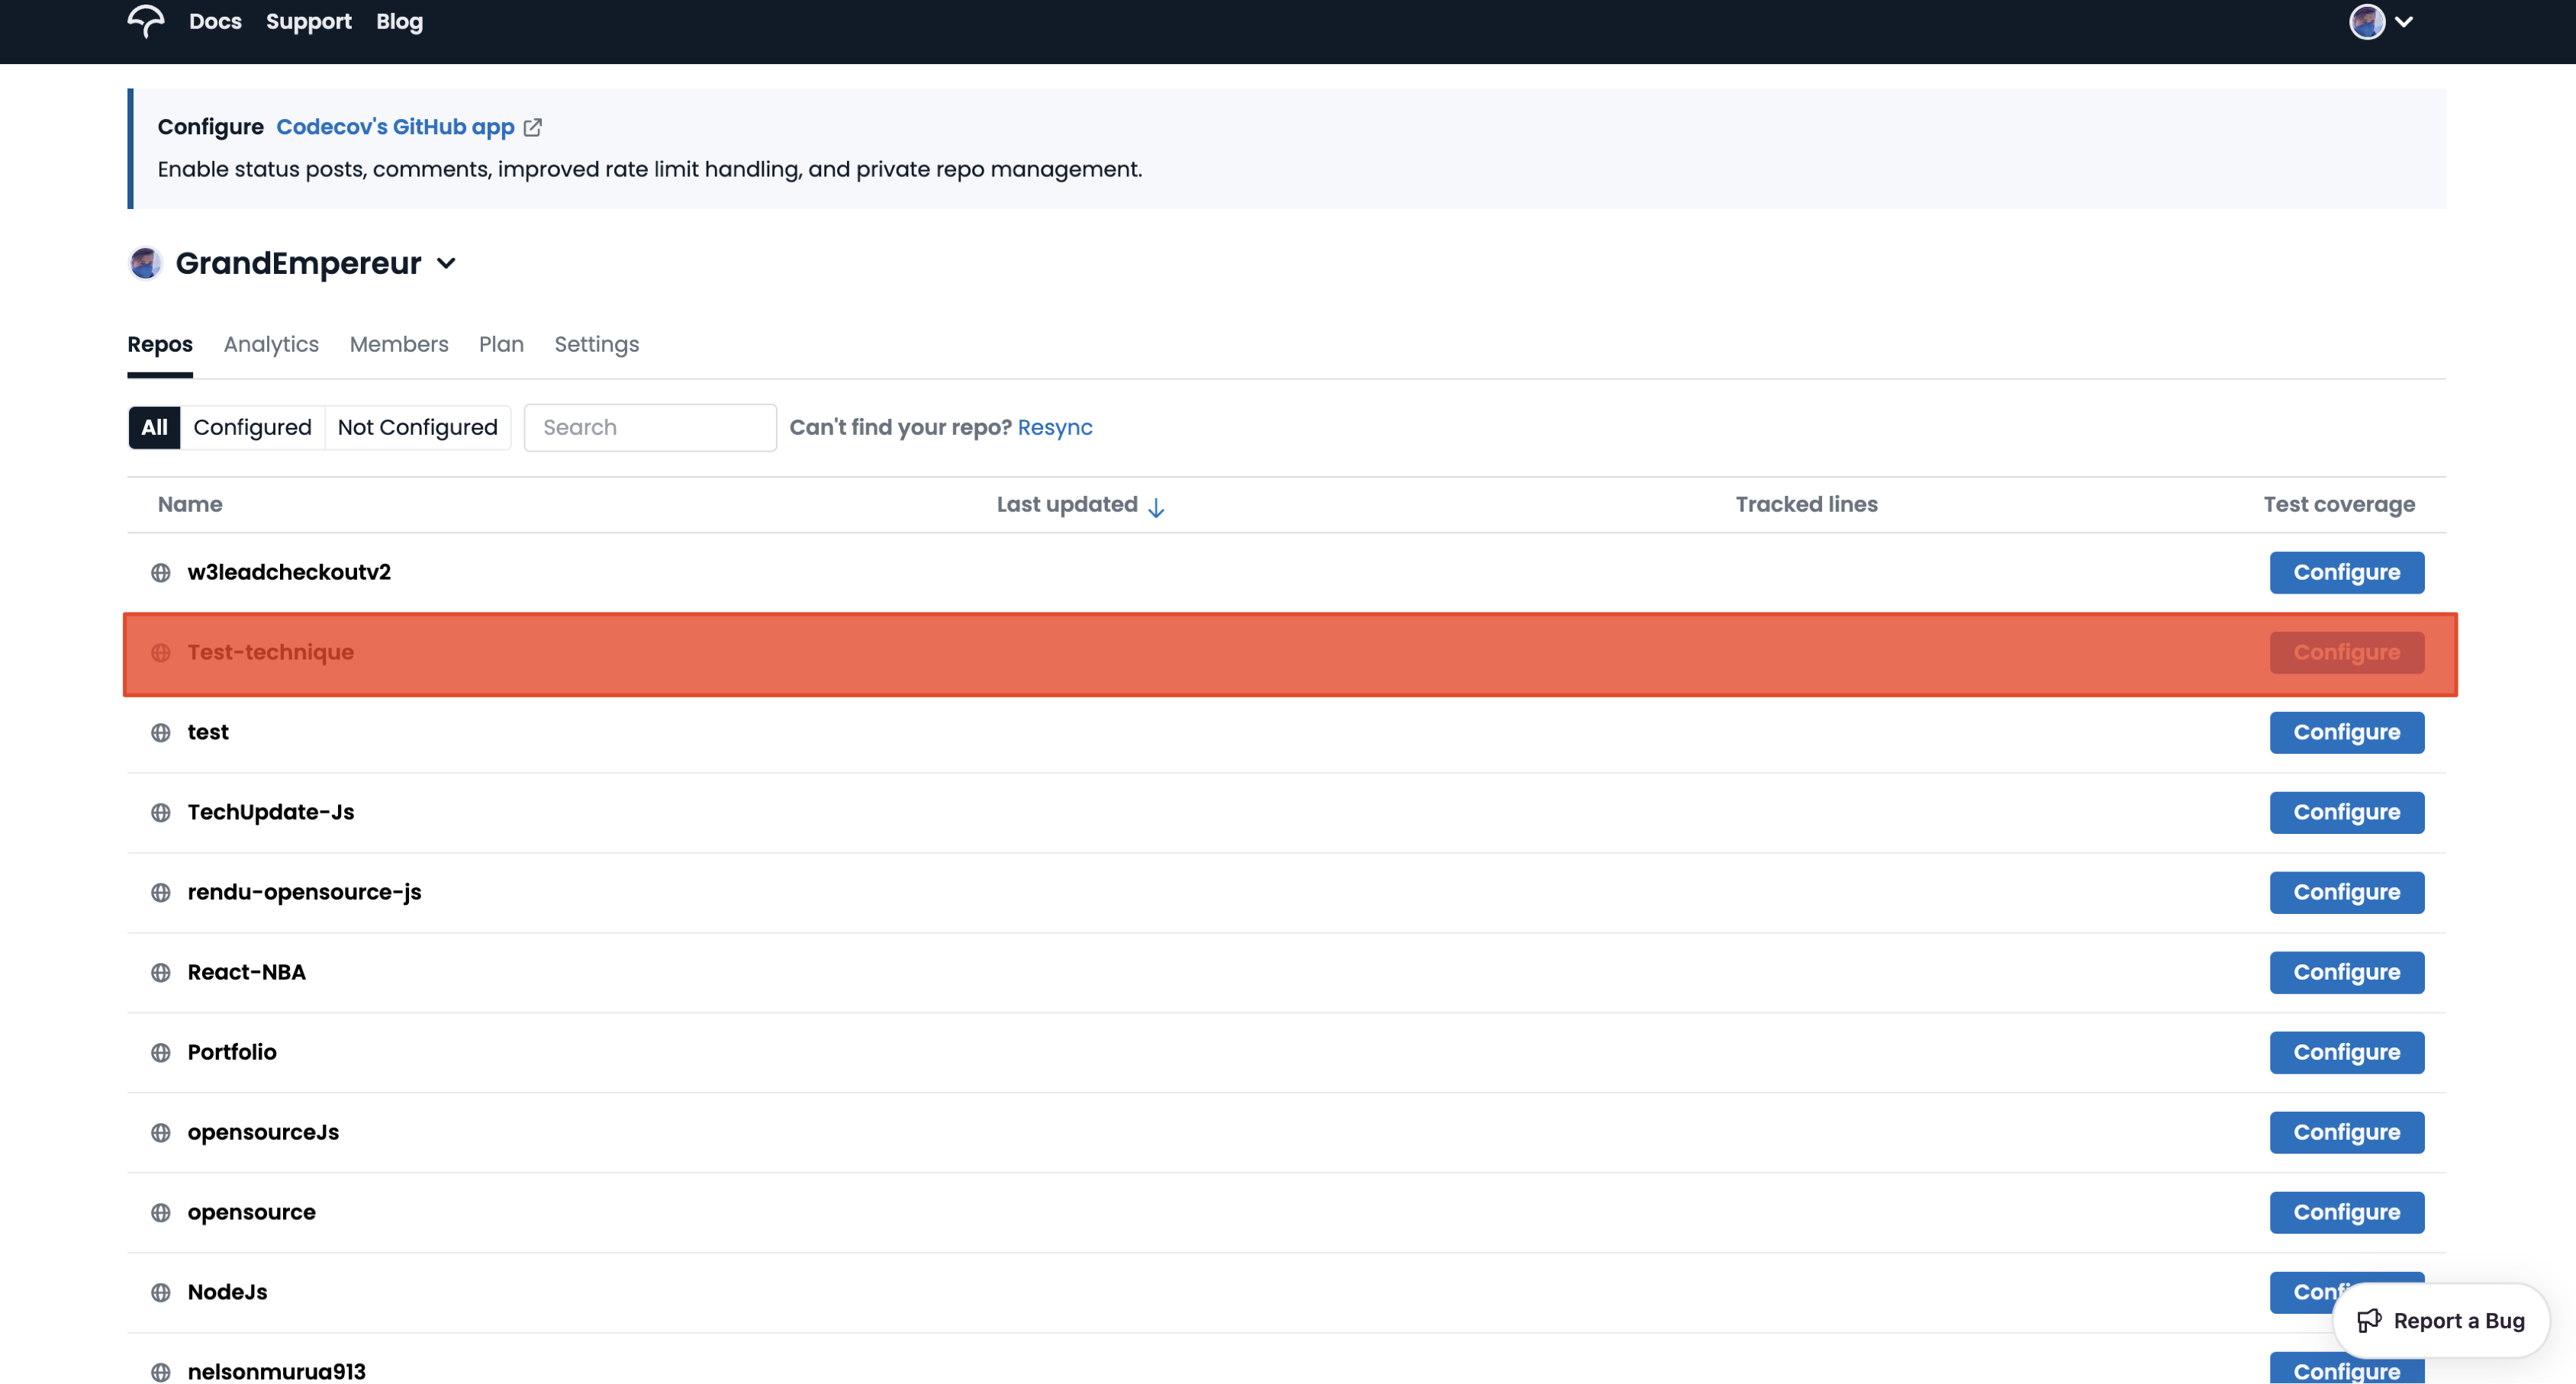 Docs Support Blog
Configure Codecov's GitHub app
Enable status posts, comments, improved rate limit handling, and private repo management.
GrandEmpereur
Repos Analytics Members Plan Settings
All Configured Not Configured Search Can't find your repo? Resync
Name Last updated Tracked lines Test coverage
w3leadcheckoutv2 Configure
Test-technique Configure
test Configure
TechUpdate-Js Configure
rendu-opensource-js Configure
React-NBA Configure
Portfolio Configure
opensourceJs Configure
opensource Configure
NodeJs
Report a Bug
nelsonmurua913 Configure